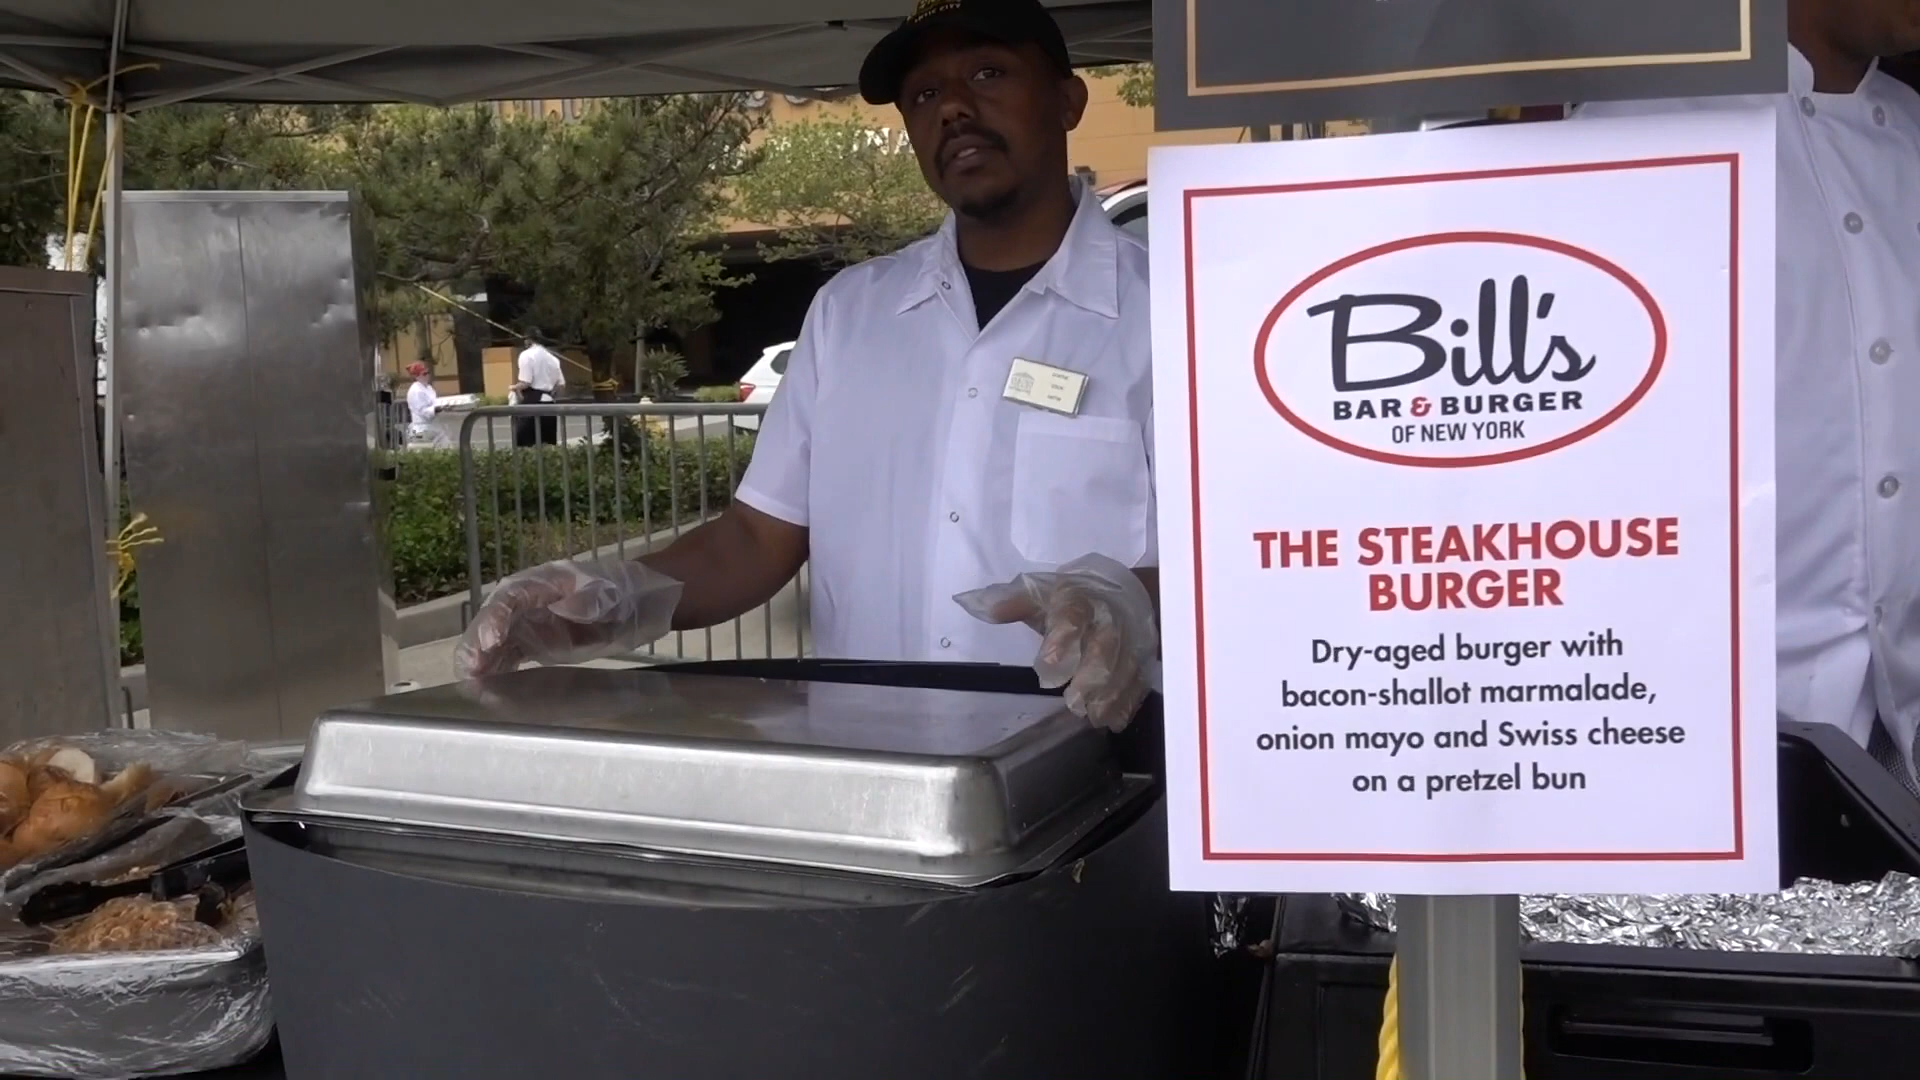 Bill's
BAR & BURGER
OF NEW YORK
THE STEAKHOUSE
BURGER
Dry-aged burger with
bacon-shallot marmalade,
onion mayo and Swiss cheese
on a pretzel bun